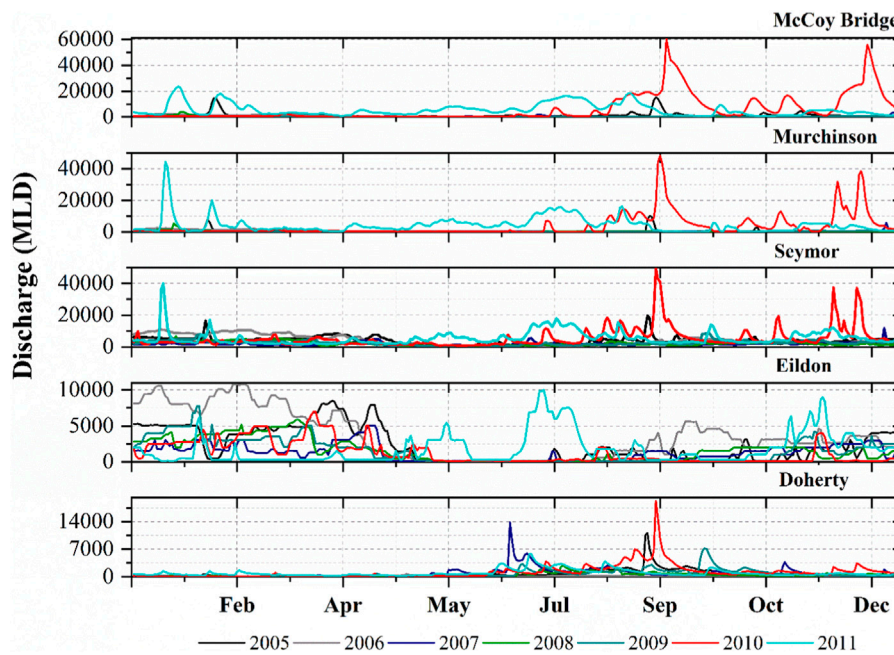 McCoy Bridge
60000
40000
20000
0
Murchinson
40000
20000
0
Seymor
40000
20000
0
Eildon
10000
5000
0
Doherty
14000
7000
0
Discharge (MLD)
Feb Apr May Jul Sep Oct Dec
2005 2006 2007 2008 2009 2010 2011